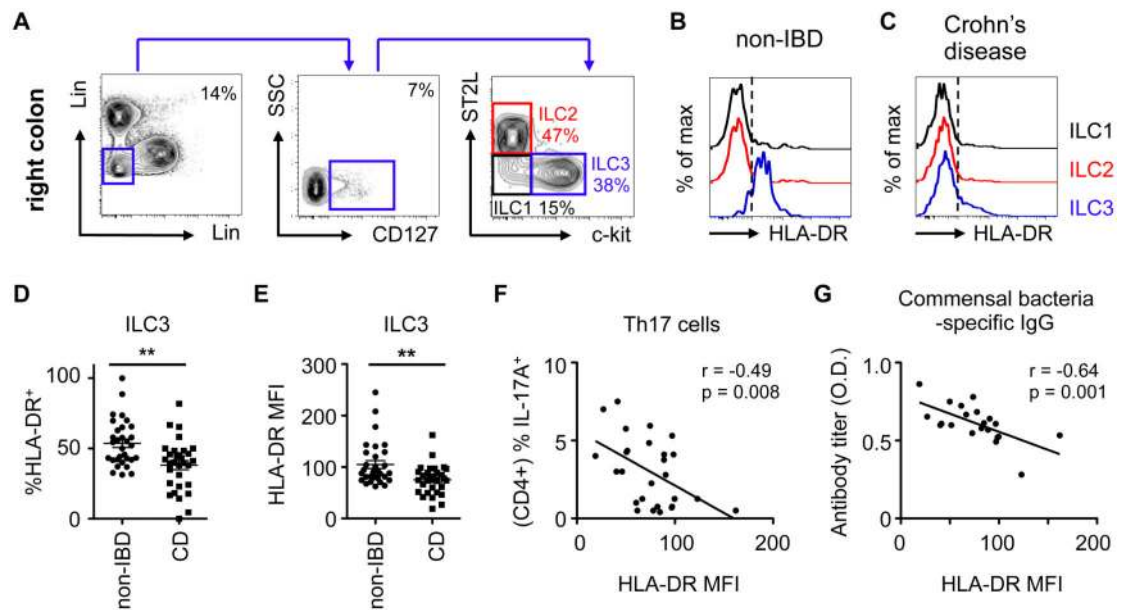 A
right colon
Lin
14%
Lin
SSC
7%
CD127
ST2L
ILC2
47%
ILC3
38%
ILC1 15%
c-kit
B
non-IBD
% of max
HLA-DR
C
Crohn's
disease
% of max
HLA-DR
ILC1
ILC2
ILC3
D
ILC3
**
%HLA-DR+
100
50
0
non-IBD
CD
E
ILC3
**
HLA-DR MFI
300
200
100
0
non-IBD
CD
F
Th17 cells
r = -0.49
p = 0.008
(CD4+) % IL-17A+
10
5
0
0
100
200
HLA-DR MFI
G
Commensal bacteria
-specific IgG
r = -0.64
p = 0.001
Antibody titer (O.D.)
1.0
0.5
0.0
0
100
200
HLA-DR MFI